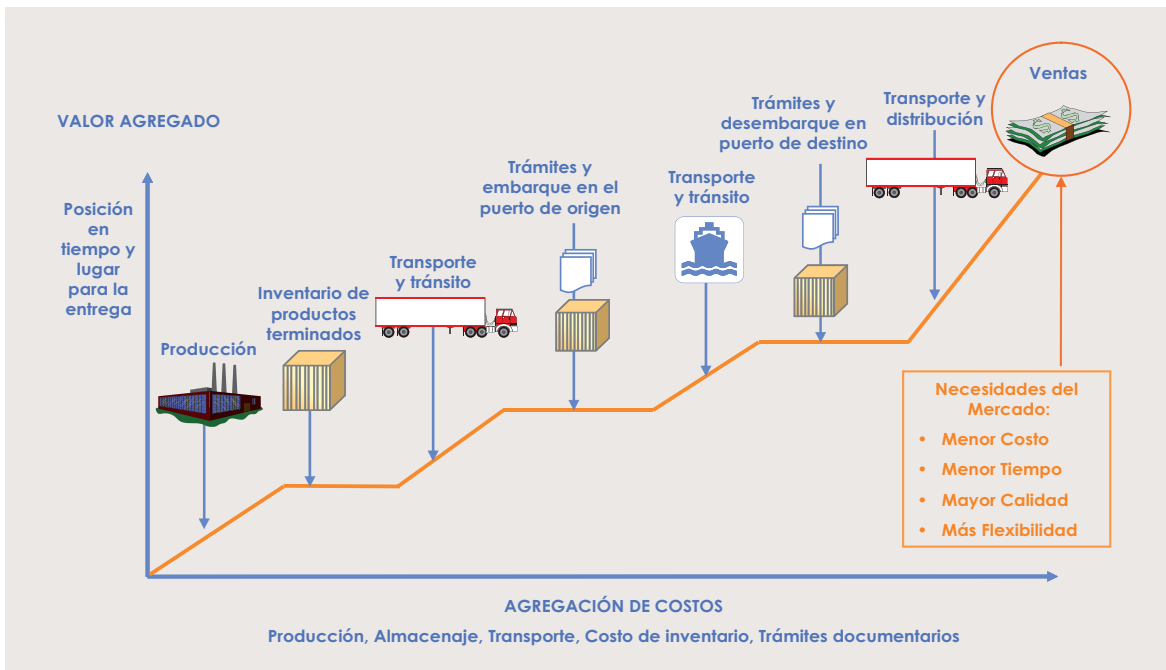 VALOR AGREGADO
Posición
en
tiempo y
lugar
para la
entrega
Producción
Inventario de
productos
terminados
Transporte
y tránsito
Trámites y
embarque en el
puerto de origen
Transporte
y tránsito
Trámites y
desembarque en
puerto de destino
Transporte y
distribución
Ventas
Necesidades del
Mercado:
• Menor Costo
• Menor Tiempo
• Mayor Calidad
• Más Flexibilidad
AGREGACIÓN DE COSTOS
Producción, Almacenaje, Transporte, Costo de inventario, Trámites documentarios